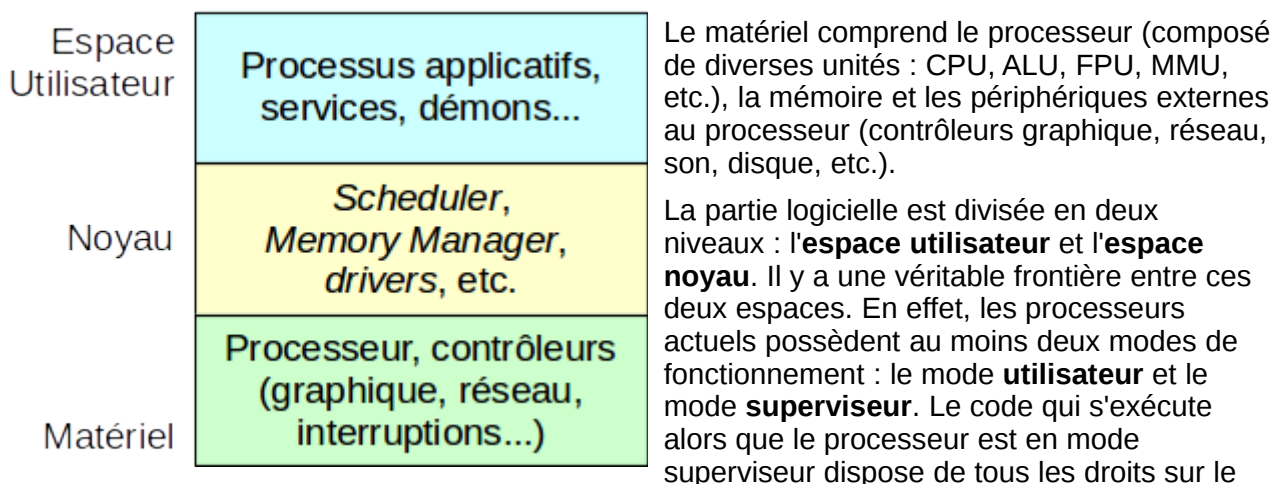 Espace
Utilisateur
Processus applicatifs,
services, démons...
Noyau
Scheduler,
Memory Manager,
drivers, etc.
Matériel
Processeur, contrôleurs
(graphique, réseau,
interruptions...)
Le matériel comprend le processeur (composé
de diverses unités : CPU, ALU, FPU, MMU,
etc.), la mémoire et les périphériques externes
au processeur (contrôleurs graphique, réseau,
son, disque, etc.).
La partie logicielle est divisée en deux
niveaux : l'espace utilisateur et l'espace
noyau. Il y a une véritable frontière entre ces
deux espaces. En effet, les processeurs
actuels possèdent au moins deux modes de
fonctionnement : le mode utilisateur et le
mode superviseur. Le code qui s'exécute
alors que le processeur est en mode
superviseur dispose de tous les droits sur le